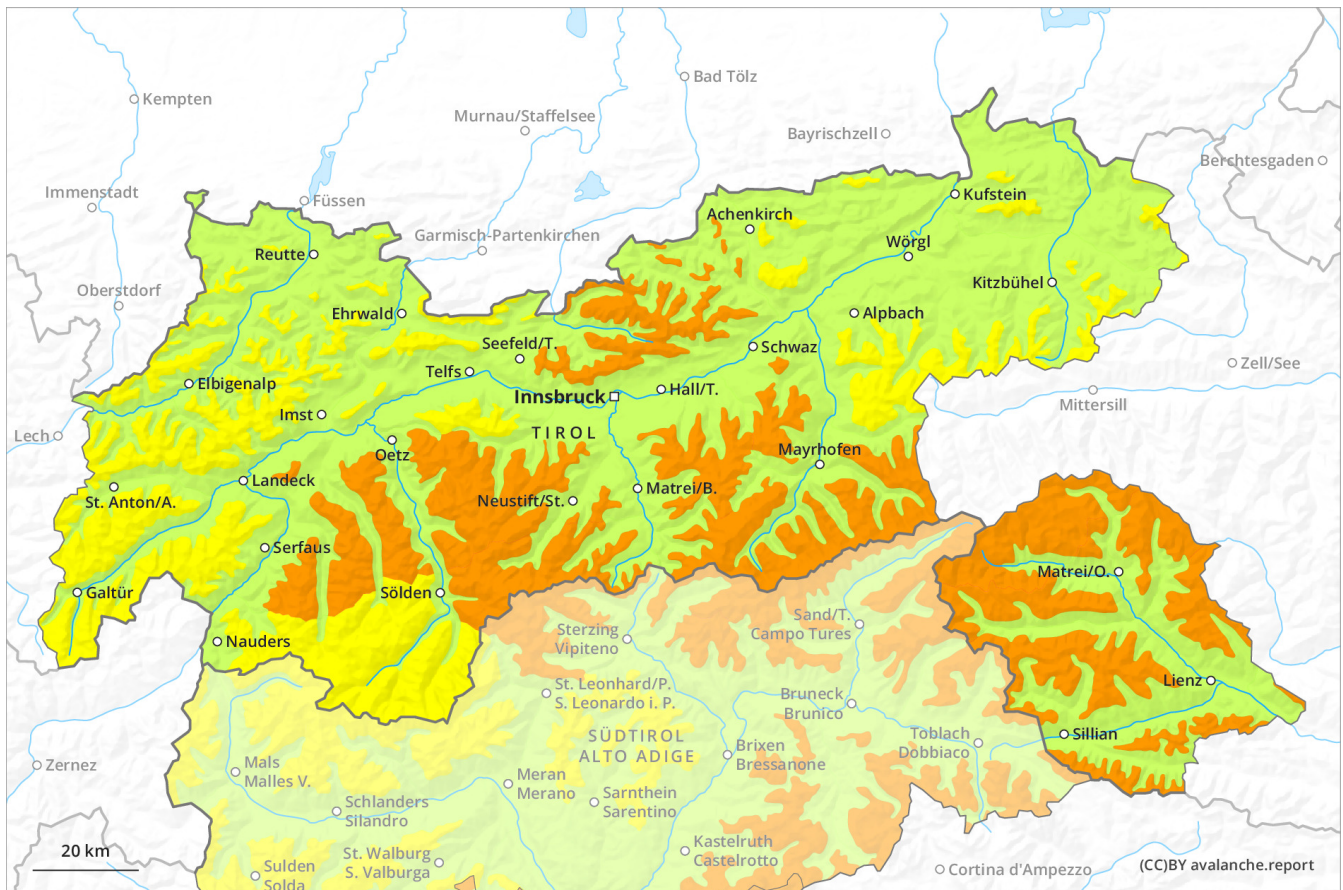 Kempten
Bad Tölz
Murnau/Staffelsee
Bayrischzell
Berchtesgaden
Immenstadt
Füssen
Kufstein
Achenkirch
Garmisch-Partenkirchen
Reutte
Wörgl
Oberstdorf
Kitzbühel
Ehrwald
Alpbach
Seefeld/T.
Schwaz
Zell/See
Telfs
Elbigenalp
Hall/T.
Innsbruck
Mittersill
Imst
Lech
TIROL
Oetz
Mayrhofen
Landeck
Matrei/B.
St. Anton/A.
Neustift/St.
Serfaus
Matrei/O.
Galtür
Sölden
Sand/T.
Campo Tures
Sterzing
Vipiteno
Nauders
Lienz
St. Leonhard/P.
S. Leonardo i. P.
Bruneck
Brunico
SÜDTIROL
ALTO ADIGE
Toblach
Dobbiaco
Sillian
Brixen
Bressanone
Zernez
Mals
Malles V.
Meran
Merano
Sarnthein
Sarentino
Schlanders
Silandro
20 km
St. Walburg
S. Valburga
Kastelruth
Castelrotto
Sulden
Solda
Cortina d'Ampezzo
(CC)BY avalanche.report